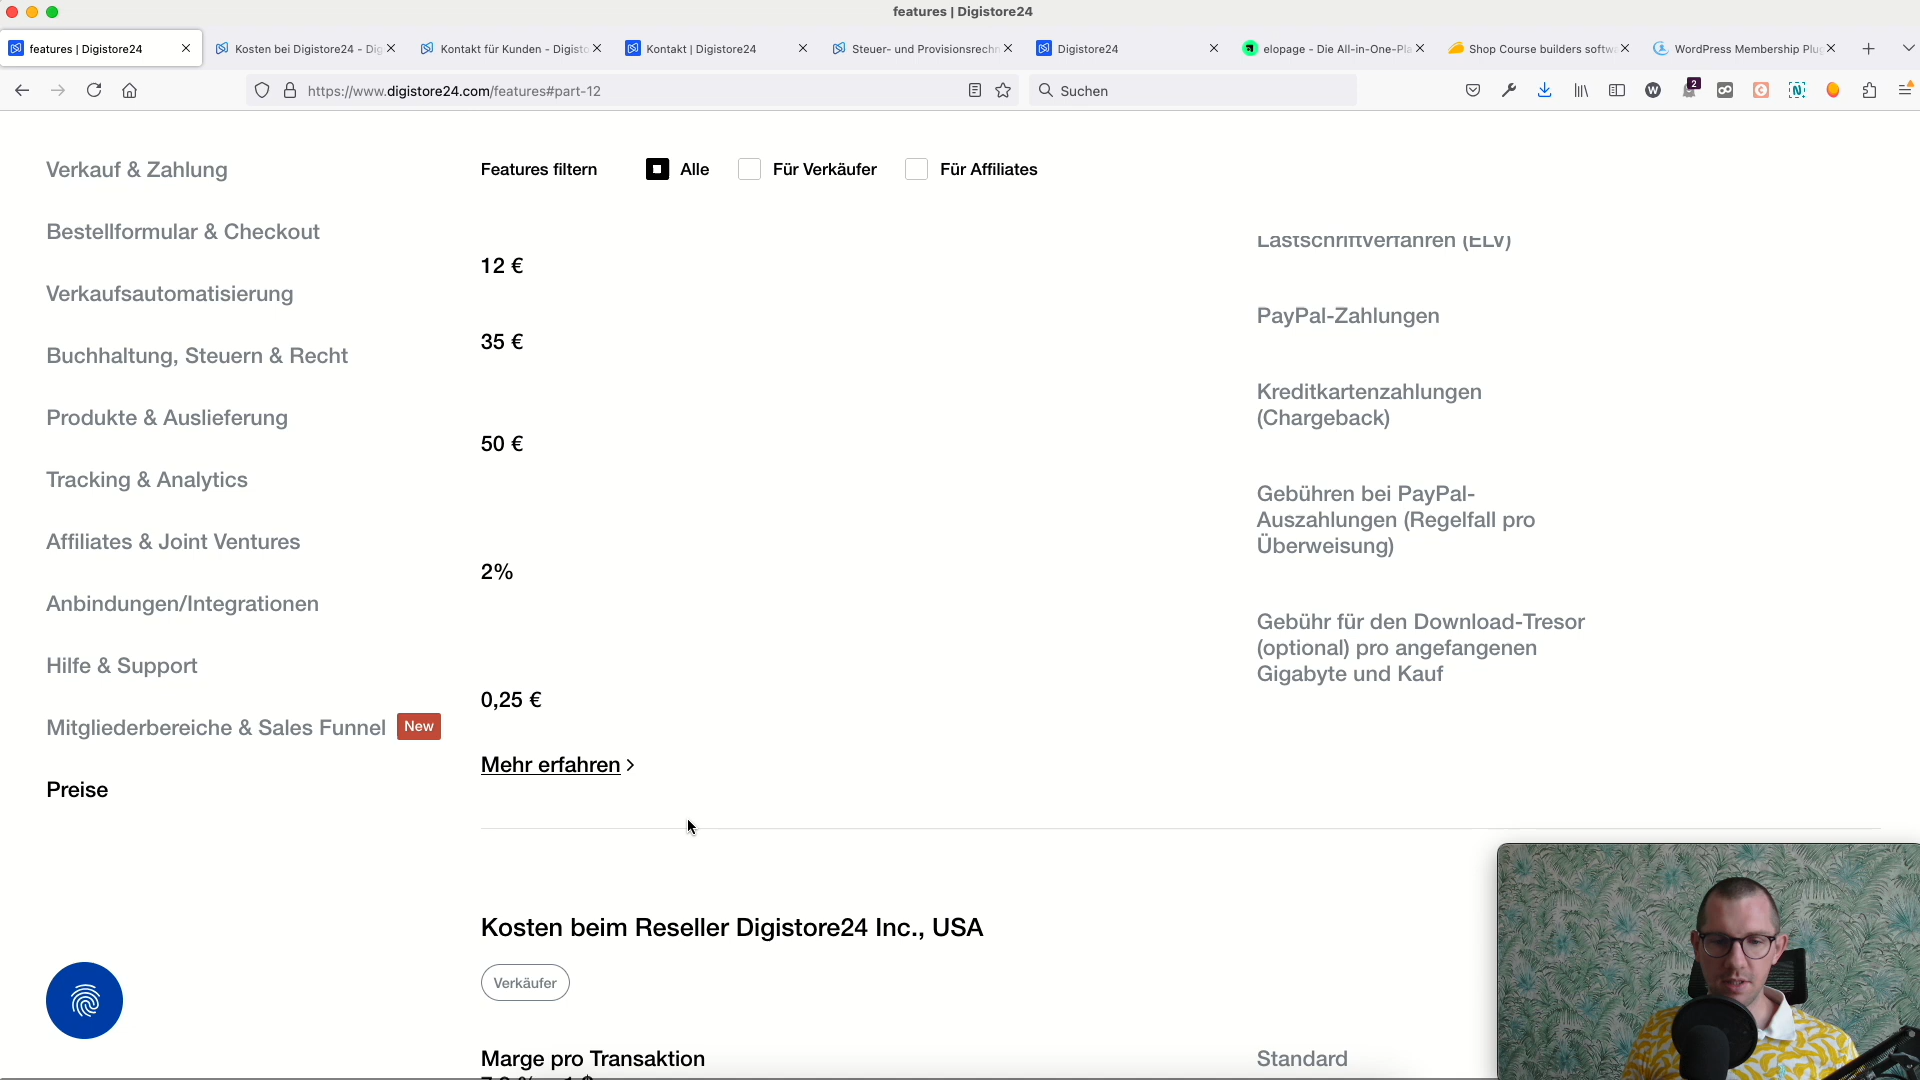 features | Digistore24
features | Digistore24
Kosten bei Digistore24 - Dig
Kontakt für Kunden - Digisto
Kontakt | Digistore24
Steuer- und Provisionsrechn
Digistore24
elopage - Die All-in-One-Pla
Shop Course builders softwa
WordPress Membership Plug
https://www.digistore24.com/features#part-12
Suchen
2
Verkauf & Zahlung
Bestellformular & Checkout
Verkaufsautomatisierung
Buchhaltung, Steuern & Recht
Produkte & Auslieferung
Tracking & Analytics
Affiliates & Joint Ventures
Anbindungen/Integrationen
Hilfe & Support
Mitgliederbereiche & Sales Funnel New
Preise
Features filtern Alle Für Verkäufer Für Affiliates
Lastschriftverfahren (ELV)
12 €
PayPal-Zahlungen
35 €
Kreditkartenzahlungen
(Chargeback)
50 €
Gebühren bei PayPal-
Auszahlungen (Regelfall pro
Überweisung)
2%
Gebühr für den Download-Tresor
(optional) pro angefangenen
Gigabyte und Kauf
0,25 €
Mehr erfahren
Kosten beim Reseller Digistore24 Inc., USA
Verkäufer
Marge pro Transaktion
Standard